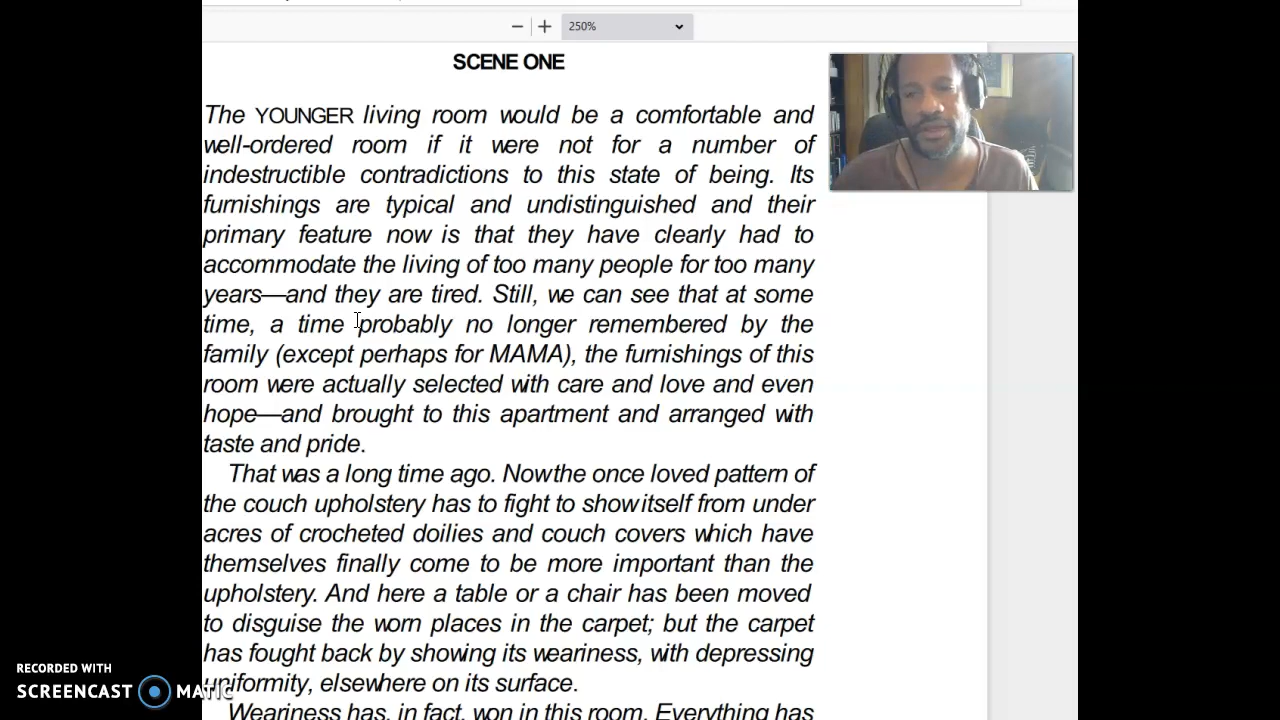 250%
SCENE ONE
The YOUNGER living room would be a comfortable and
well-ordered room if it were not for a number of
indestructible contradictions to this state of being. Its
furnishings are typical and undistinguished and their
primary feature now is that they have clearly had to
accommodate the living of too many people for too many
years—and they are tired. Still, we can see that at some
time, a time probably no longer remembered by the
family (except perhaps for MAMA), the furnishings of this
room were actually selected with care and love and even
hope—and brought to this apartment and arranged with
taste and pride.
That was a long time ago. Now the once loved pattern of
the couch upholstery has to fight to show itself from under
acres of crocheted doilies and couch covers which have
themselves finally come to be more important than the
upholstery. And here a table or a chair has been moved
to disguise the worn places in the carpet; but the carpet
has fought back by showing its weariness, with depressing
uniformity, elsewhere on its surface.
Weariness has, in fact, won in this room. Everything has
RECORDED WITH
SCREENCAST MATIC